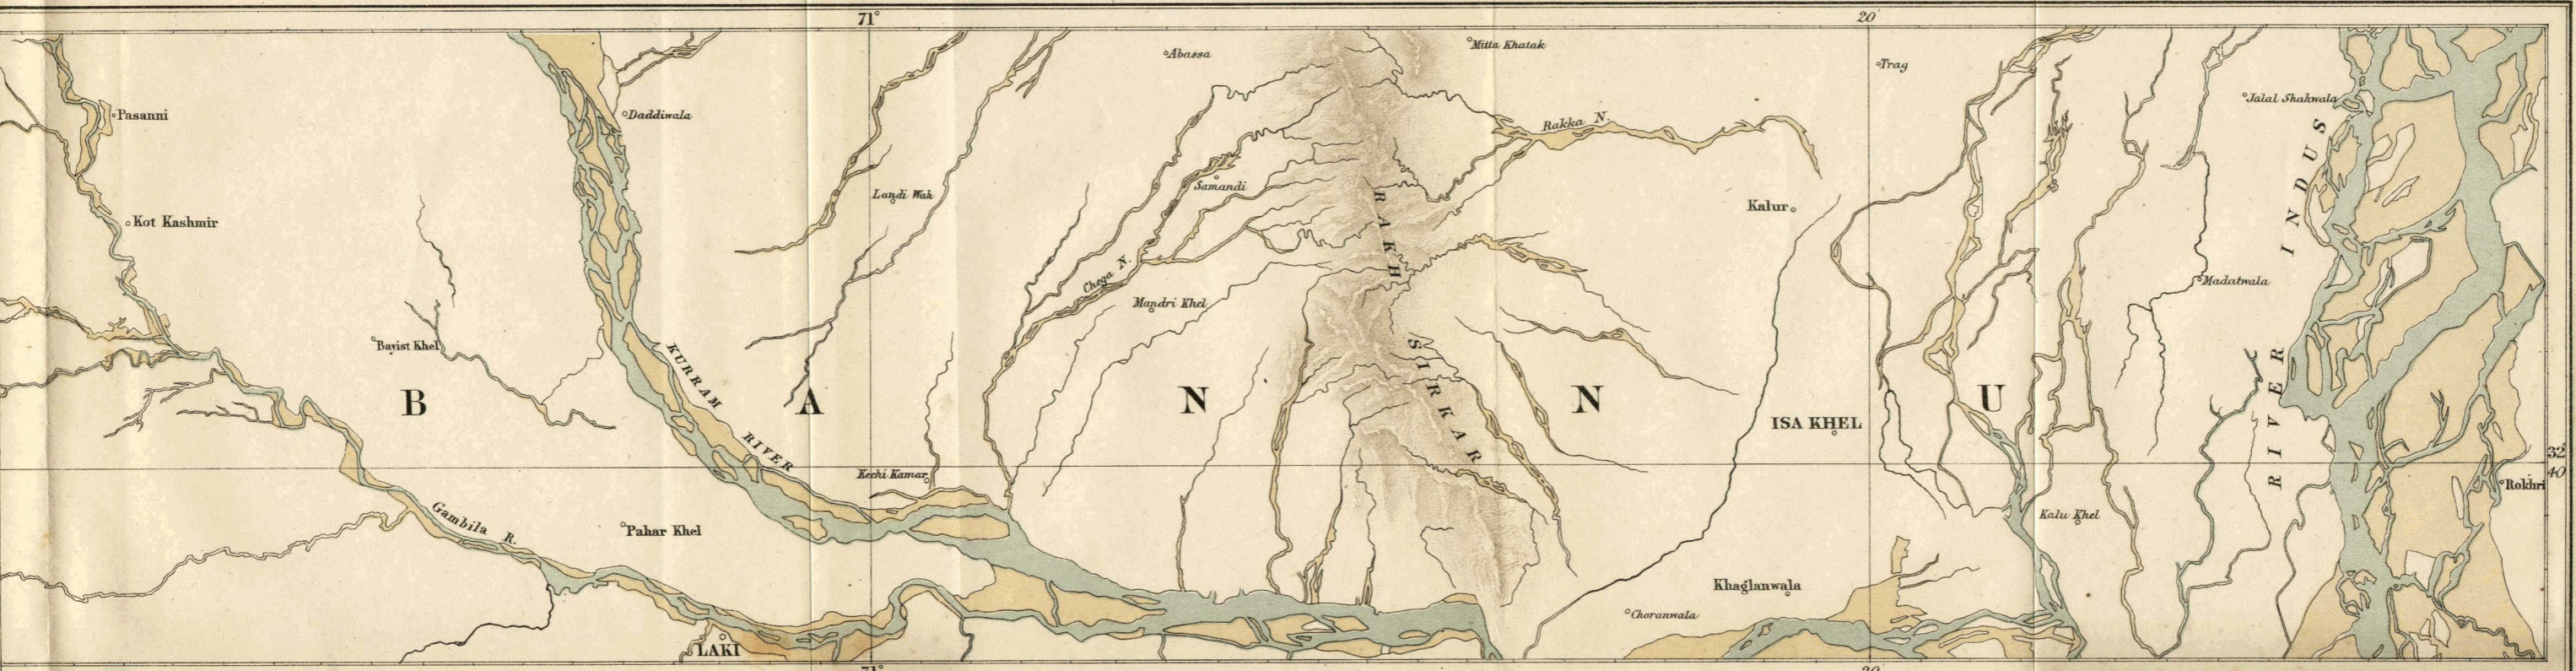 71° 20'
Abassa
Mitta Khatak
Trag
Jalal Shahwala
Pasanni
Daddiwala
Rakka N.
Landi Wah
Samandi
Kot Kashmir
Kalur
Chega N.
RAKH SIRKAR
Mandri Khel
Madatwala
RIVER INDUS
Bayist Khel
KURRAM RIVER
B A N N U
ISA KHEL
32
40
Kechi Kamar
Rokhri
Gambila R.
Pahar Khel
Kalu Khel
Khaglanwala
Choranwala
LAKI
71° 20'